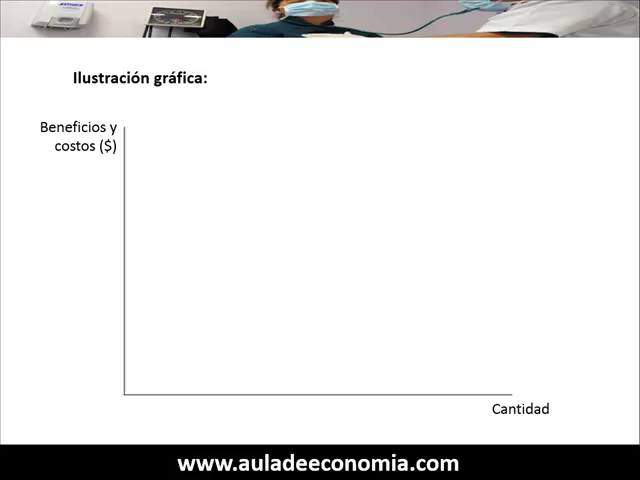 Ilustración gráfica:
Beneficios y
costos ($)
Cantidad
www.auladeeconomia.com